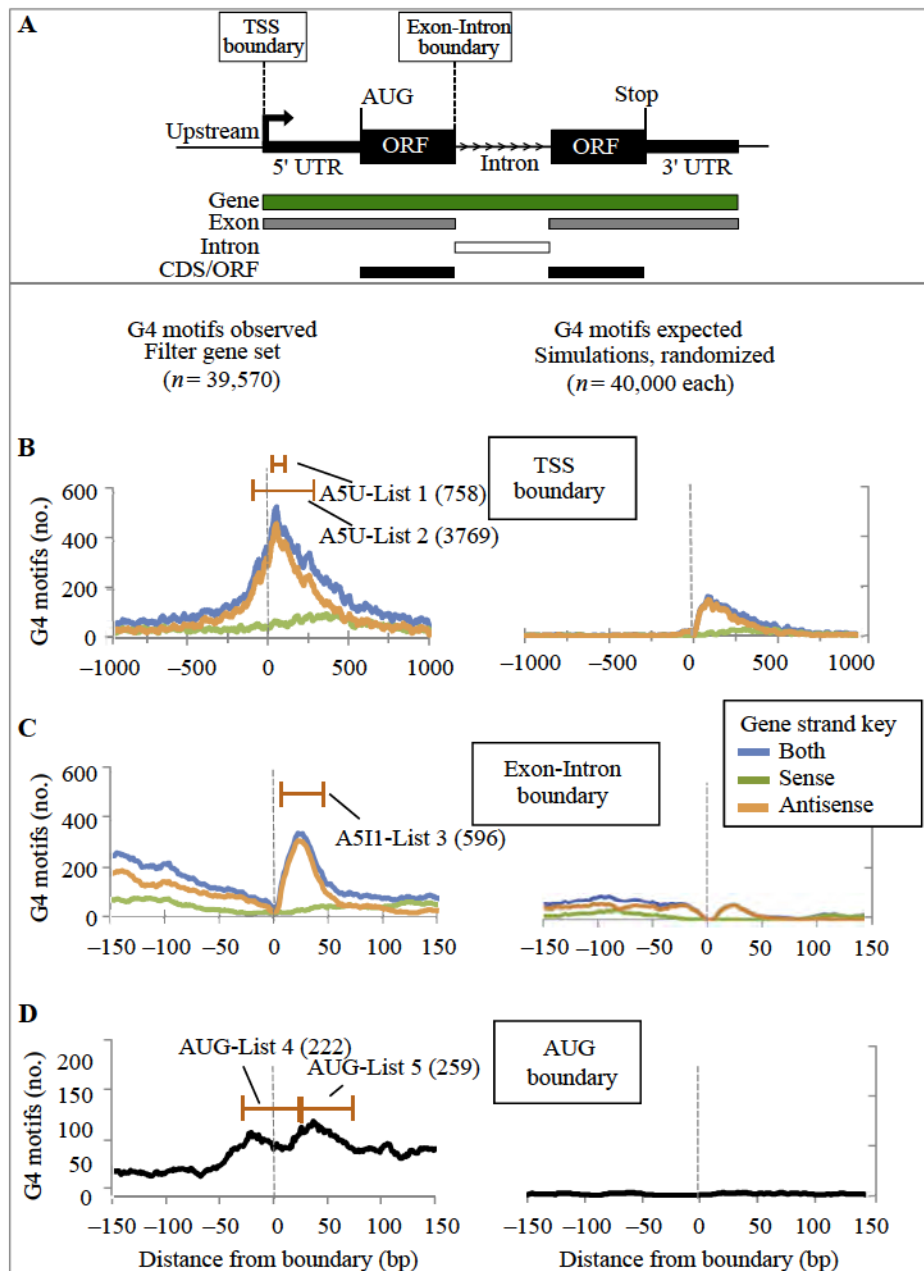 A
TSS
boundary
Exon-Intron
boundary
AUG
Stop
Upstream
ORF
ORF
5' UTR
Intron
3' UTR
Gene
Exon
Intron
CDS/ORF
G4 motifs observed
Filter gene set
(n = 39,570)
G4 motifs expected
Simulations, randomized
(n = 40,000 each)
B
TSS
boundary
A5U-List 1 (758)
A5U-List 2 (3769)
G4 motifs (no.)
600
400
200
0
−1000 −500 0 500 1000
−1000 −500 0 500 1000
C
Exon-Intron
boundary
Gene strand key
Both
Sense
Antisense
A5I1-List 3 (596)
G4 motifs (no.)
600
400
200
0
−150 −100 −50 0 50 100 150
−150 −100 −50 0 50 100 150
D
AUG
boundary
AUG-List 4 (222)
AUG-List 5 (259)
G4 motifs (no.)
200
150
100
50
0
−150 −100 −50 0 50 100 150
−150 −100 −50 0 50 100 150
Distance from boundary (bp)
Distance from boundary (bp)